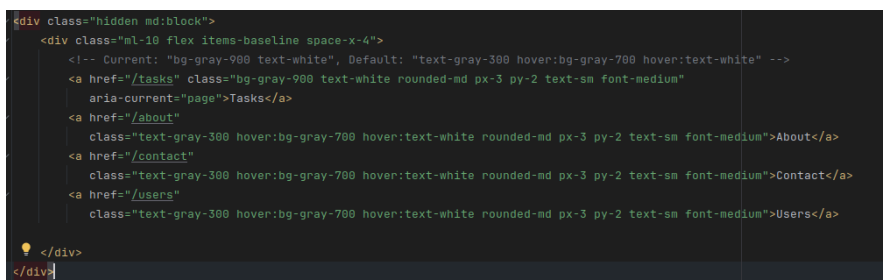 <div class="hidden md:block">
<div class="ml-10 flex items-baseline space-x-4">
<!-- Current: "bg-gray-900 text-white", Default: "text-gray-300 hover:bg-gray-700 hover:text-white" -->
<a href="/tasks" class="bg-gray-900 text-white rounded-md px-3 py-2 text-sm font-medium"
aria-current="page">Tasks</a>
<a href="/about"
class="text-gray-300 hover:bg-gray-700 hover:text-white rounded-md px-3 py-2 text-sm font-medium">About</a>
<a href="/contact"
class="text-gray-300 hover:bg-gray-700 hover:text-white rounded-md px-3 py-2 text-sm font-medium">Contact</a>
<a href="/users"
class="text-gray-300 hover:bg-gray-700 hover:text-white rounded-md px-3 py-2 text-sm font-medium">Users</a>
</div>
</div>